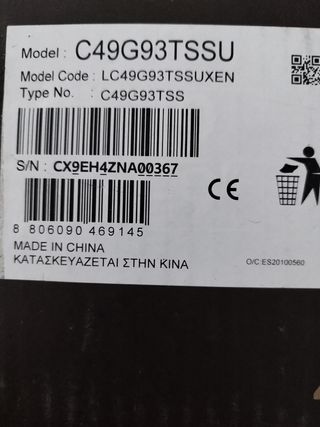 Model : C49G93TSSU
Model Code : LC49G93TSSUXEN
Type No. : C49G93TSS
S/N : CX9EH4ZNA00367
CE
8 806090 469145
MADE IN CHINA
ΚΑΤΑΣΚΕΥΑΖΕΤΑΙ ΣΤΗΝ ΚΙΝΑ
O/C:ES20100560